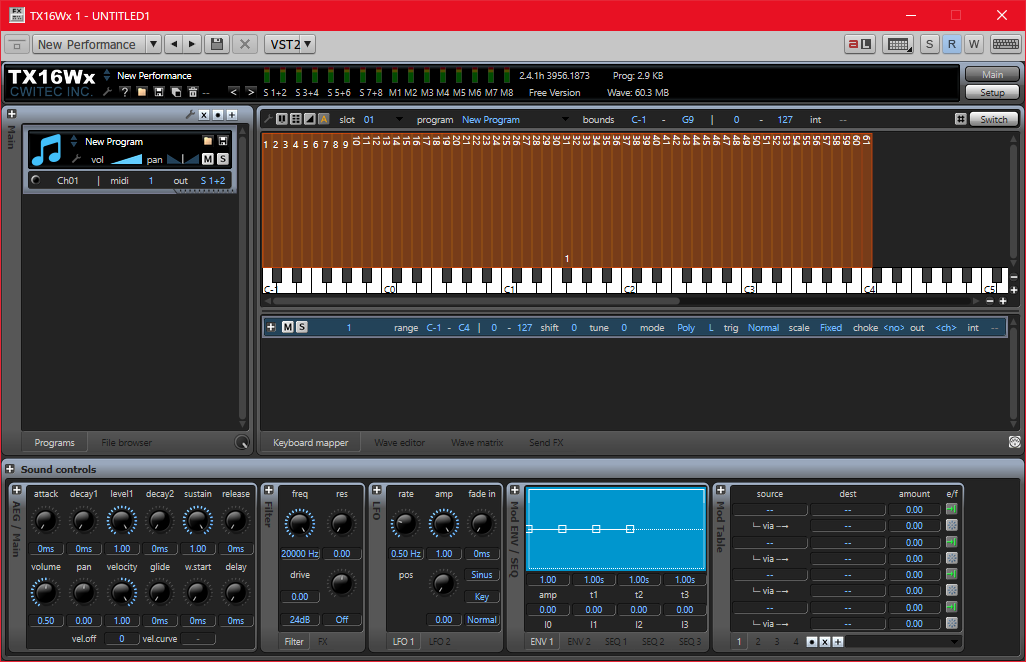 TX16Wx 1 - UNTITLED1
New Performance VST2 S R W
TX16Wx New Performance 2.4.1h 3956.1873 Prog: 2.9 KB Main
CWITEC INC. ? -- < > S 1+2 S 3+4 S 5+6 S 7+8 M1 M2 M3 M4 M5 M6 M7 M8 Free Version Wave: 60.3 MB Setup
Main
X +
New Program
vol pan M S
Ch01 | midi 1 out S 1+2
A slot 01 program New Program bounds C-1 - G9 | 0 - 127 int -- Switch
1 2 3 4 5 6 7 8 9 10 11 12 13 14 15 16 17 18 19 20 21 22 23 24 25 26 27 28 29 30 31 32 33 34 35 36 37 38 39 40 41 42 43 44 45 46 47 48 49 50 51 52 53 54 55 56 57 58 59 60 61
1
C-1 C0 C1 C2 C3 C4 C5
+ M S 1 range C-1 - C4 | 0 - 127 shift 0 tune 0 mode Poly L trig Normal scale Fixed choke <no> out <ch> int --
Programs File browser
Keyboard mapper Wave editor Wave matrix Send FX
Sound controls
AEG / Main
attack decay1 level1 decay2 sustain release
0ms 0ms 1.00 0ms 1.00 0ms
volume pan velocity glide w.start delay
0.50 0.00 1.00 0ms 0ms 0ms
vel.off 0 vel.curve -
Filter
freq res
20000 Hz 0.00
drive
0.00
24dB Off
Filter FX
LFO
rate amp fade in
0.50 Hz 1.00 0ms
pos Sinus
Key
0.00 Normal
LFO 1 LFO 2
Mod ENV / SEQ
1.00 1.00s 1.00s 1.00s
amp t1 t2 t3
0.00 0.00 0.00 0.00
l0 l1 l2 l3
ENV 1 ENV 2 SEQ 1 SEQ 2 SEQ 3
Mod Table
source dest amount e/f
-- -- 0.00
via -- 0.00
-- -- 0.00
via -- 0.00
-- -- 0.00
via -- 0.00
-- -- 0.00
via -- 0.00
1 2 3 4 X +